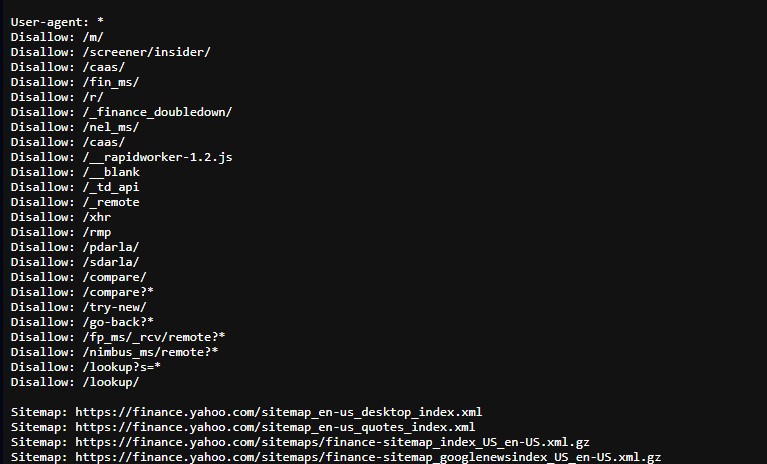 User-agent: *
Disallow: /m/
Disallow: /screener/insider/
Disallow: /caas/
Disallow: /fin_ms/
Disallow: /r/
Disallow: /_finance_doubledown/
Disallow: /nel_ms/
Disallow: /caas/
Disallow: /__rapidworker-1.2.js
Disallow: /__blank
Disallow: /_td_api
Disallow: /_remote
Disallow: /xhr
Disallow: /rmp
Disallow: /pdarla/
Disallow: /sdarla/
Disallow: /compare/
Disallow: /compare?*
Disallow: /try-new/
Disallow: /go-back?*
Disallow: /fp_ms/_rcv/remote?*
Disallow: /nimbus_ms/remote?*
Disallow: /lookup?s=*
Disallow: /lookup/
Sitemap: https://finance.yahoo.com/sitemap_en-us_desktop_index.xml
Sitemap: https://finance.yahoo.com/sitemap_en-us_quotes_index.xml
Sitemap: https://finance.yahoo.com/sitemaps/finance-sitemap_index_US_en-US.xml.gz
Sitemap: https://finance.yahoo.com/sitemaps/finance-sitemap_googlenewsindex_US_en-US.xml.gz